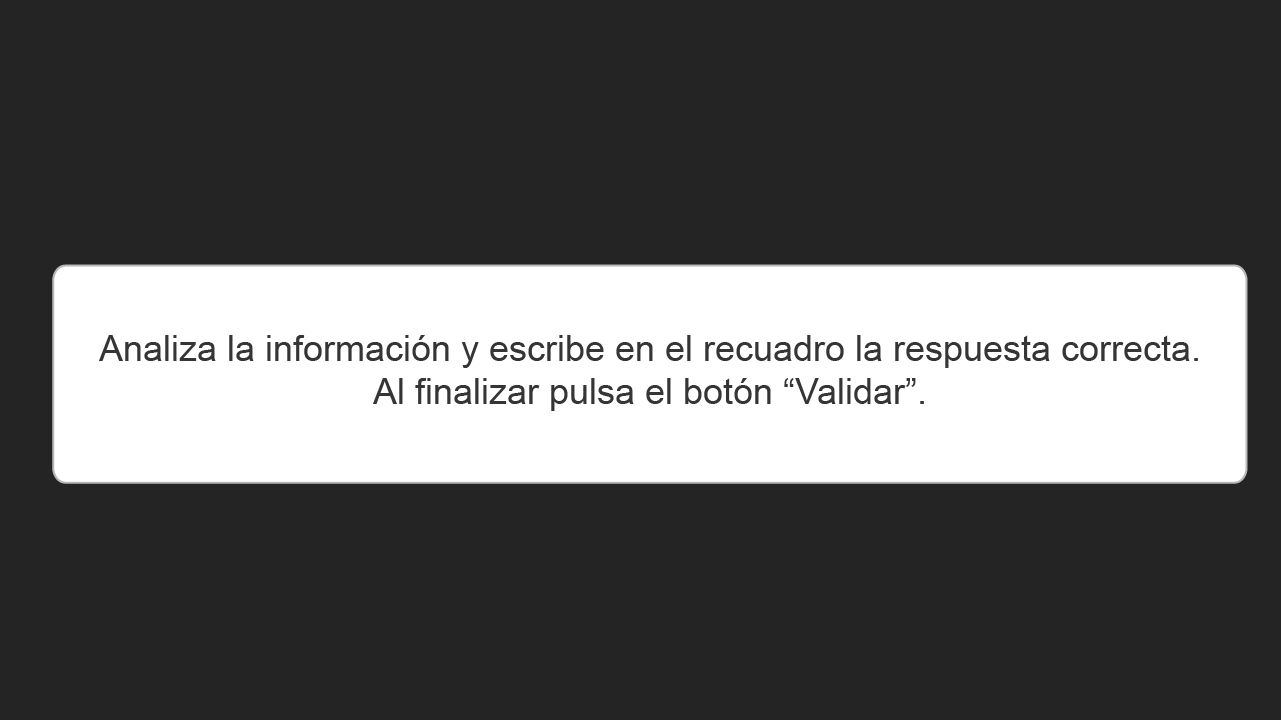 Analiza la información y escribe en el recuadro la respuesta correcta.
Al finalizar pulsa el botón “Validar”.